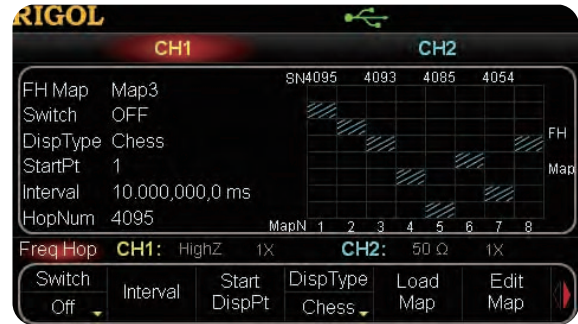 RIGOL
CH1 CH2
FH Map Map3
Switch OFF
DispType Chess
StartPt 1
Interval 10.000,000,0 ms
HopNum 4095
SN4095 4093 4085 4054
FH
Map
MapN 1 2 3 4 5 6 7 8
Freq Hop CH1: HighZ 1X CH2: 50 Ω 1X
Switch
Off
Interval
Start
DispPt
DispType
Chess
Load
Map
Edit
Map